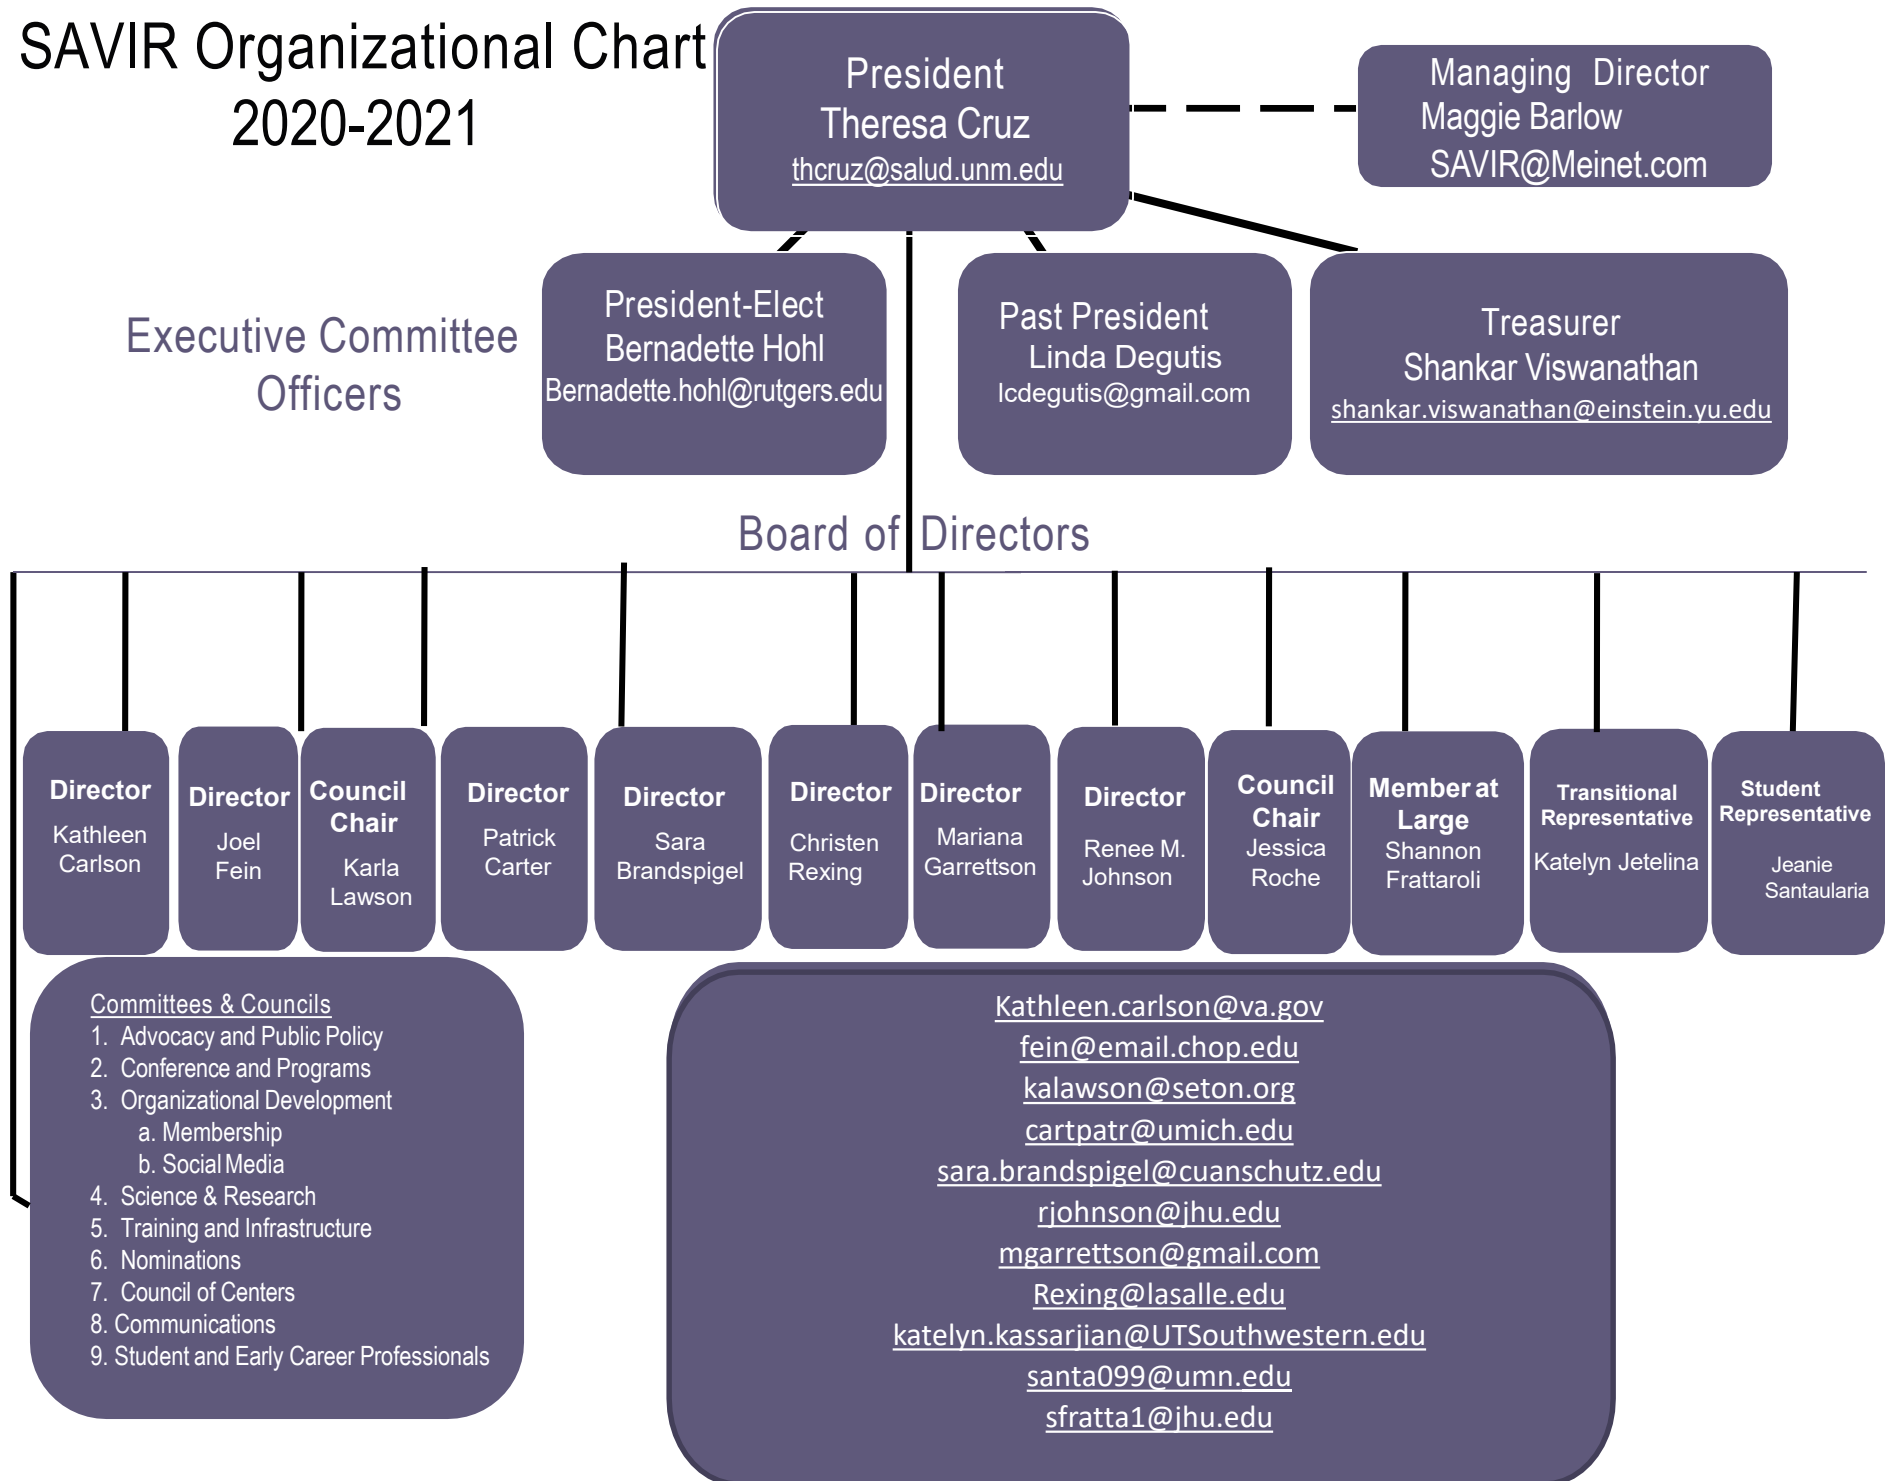 SAVIR Organizational Chart
2020-2021
President
Theresa Cruz
thcruz@salud.unm.edu
Managing Director
Maggie Barlow
SAVIR@Meinet.com
Executive Committee
Officers
President-Elect
Bernadette Hohl
Bernadette.hohl@rutgers.edu
Past President
Linda Degutis
lcdegutis@gmail.com
Treasurer
Shankar Viswanathan
shankar.viswanathan@einstein.yu.edu
Board of Directors
Director
Kathleen
Carlson
Director
Joel
Fein
Council
Chair
Karla
Lawson
Director
Patrick
Carter
Director
Sara
Brandspigel
Director
Christen
Rexing
Director
Mariana
Garrettson
Director
Renee M.
Johnson
Council
Chair
Jessica
Roche
Member at
Large
Shannon
Frattaroli
Transitional
Representative
Katelyn Jetelina
Student
Representative
Jeanie
Santaularia
Committees & Councils
1. Advocacy and Public Policy
2. Conference and Programs
3. Organizational Development
a. Membership
b. Social Media
4. Science & Research
5. Training and Infrastructure
6. Nominations
7. Council of Centers
8. Communications
9. Student and Early Career Professionals
Kathleen.carlson@va.gov
fein@email.chop.edu
kalawson@seton.org
cartpatr@umich.edu
sara.brandspigel@cuanschutz.edu
rjohnson@jhu.edu
mgarrettson@gmail.com
Rexing@lasalle.edu
katelyn.kassarjian@UTSouthwestern.edu
santa099@umn.edu
sfratta1@jhu.edu